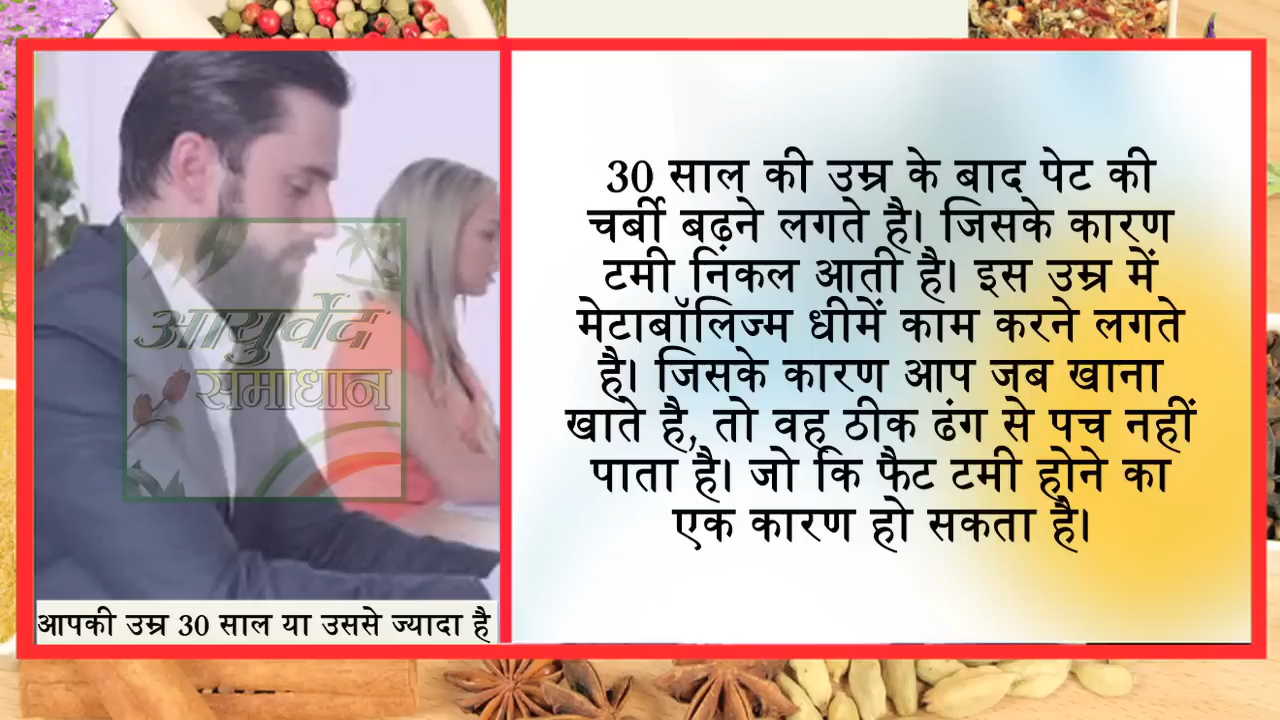 30 साल की उम्र के बाद पेट की
चर्बी बढ़ने लगते है। जिसके कारण
टमी निकल आती है। इस उम्र में
मेटाबॉलिज्म धीमें काम करने लगते
है। जिसके कारण आप जब खाना
खाते है, तो वह ठीक ढंग से पच नहीं
पाता है। जो कि फैट टमी होने का
एक कारण हो सकता है।
आयुर्वेद
समाधान
आपकी उम्र 30 साल या उससे ज्यादा है